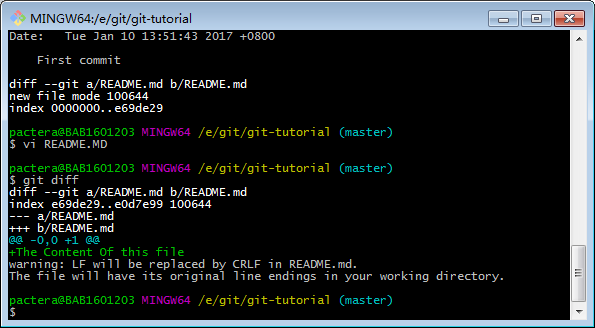 MINGW64:/e/git/git-tutorial
Date:   Tue Jan 10 13:51:43 2017 +0800
    First commit
diff --git a/README.md b/README.md
new file mode 100644
index 0000000..e69de29
pactera@BAB1601203 MINGW64 /e/git/git-tutorial (master)
$ vi README.MD
pactera@BAB1601203 MINGW64 /e/git/git-tutorial (master)
$ git diff
diff --git a/README.md b/README.md
index e69de29..e0d7e99 100644
--- a/README.md
+++ b/README.md
@@ -0,0 +1 @@
+The Content Of this file
warning: LF will be replaced by CRLF in README.md.
The file will have its original line endings in your working directory.
pactera@BAB1601203 MINGW64 /e/git/git-tutorial (master)
$